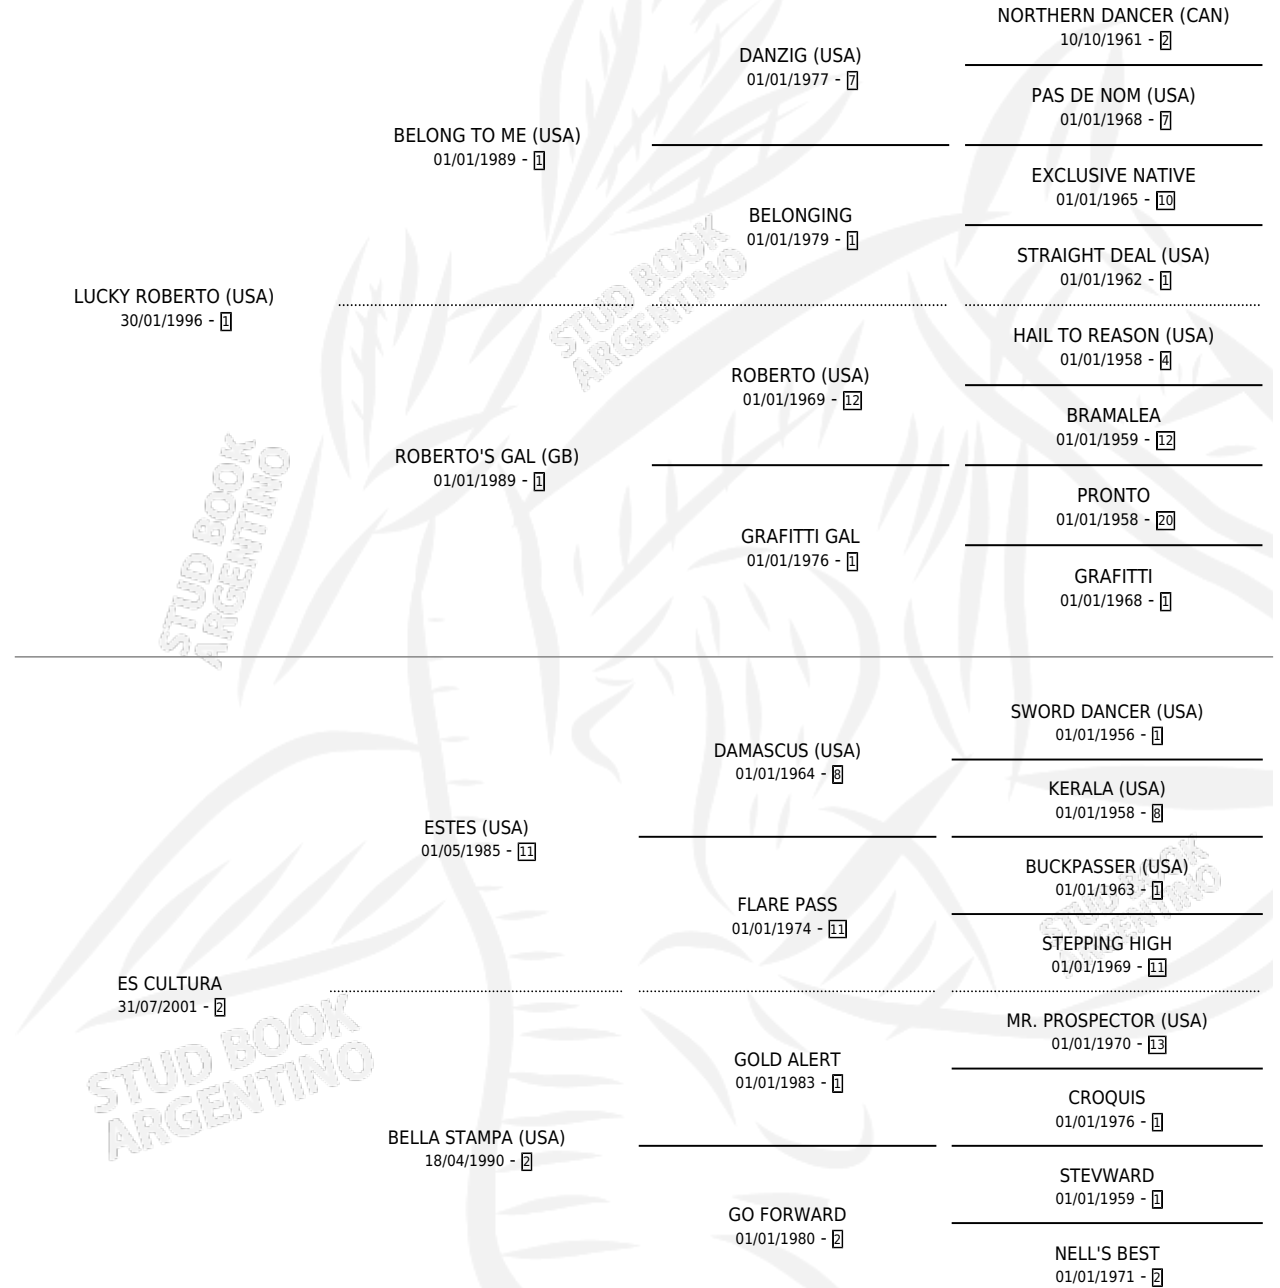 NORTHERN DANCER (CAN)
10/10/1961 - 2
DANZIG (USA)
01/01/1977 - 7
PAS DE NOM (USA)
01/01/1968 - 7
BELONG TO ME (USA)
01/01/1989 - 1
EXCLUSIVE NATIVE
01/01/1965 - 10
BELONGING
01/01/1979 - 1
STRAIGHT DEAL (USA)
01/01/1962 - 1
LUCKY ROBERTO (USA)
30/01/1996 - 1
STUD BOOK
ARGENTINO
HAIL TO REASON (USA)
01/01/1958 - 4
ROBERTO (USA)
01/01/1969 - 12
BRAMALEA
01/01/1959 - 12
ROBERTO'S GAL (GB)
01/01/1989 - 1
PRONTO
01/01/1958 - 20
GRAFITTI GAL
01/01/1976 - 1
GRAFITTI
01/01/1968 - 1
STUD BOOK
ARGENTINO
SWORD DANCER (USA)
01/01/1956 - 1
DAMASCUS (USA)
01/01/1964 - 8
KERALA (USA)
01/01/1958 - 8
ESTES (USA)
01/05/1985 - 11
BUCKPASSER (USA)
01/01/1963 - 1
FLARE PASS
01/01/1974 - 11
STUD BOOK
ARGENTINO
STEPPING HIGH
01/01/1969 - 11
ES CULTURA
31/07/2001 - 2
MR. PROSPECTOR (USA)
01/01/1970 - 13
GOLD ALERT
01/01/1983 - 1
CROQUIS
01/01/1976 - 1
STUD BOOK
ARGENTINO
BELLA STAMPA (USA)
18/04/1990 - 2
STEVWARD
01/01/1959 - 1
GO FORWARD
01/01/1980 - 2
NELL'S BEST
01/01/1971 - 2